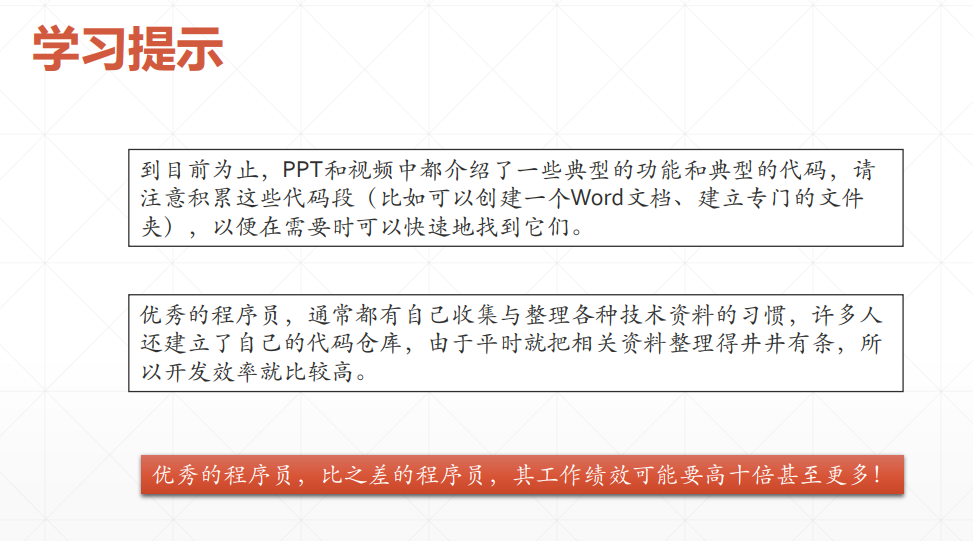 学习提示
到目前为止，PPT和视频中都介绍了一些典型的功能和典型的代码，请
注意积累这些代码段（比如可以创建一个Word文档、建立专门的文件
夹），以便在需要时可以快速地找到它们。
优秀的程序员，通常都有自己收集与整理各种技术资料的习惯，许多人
还建立了自己的代码仓库，由于平时就把相关资料整理得井井有条，所
以开发效率就比较高。
优秀的程序员，比之差的程序员，其工作绩效可能要高十倍甚至更多！